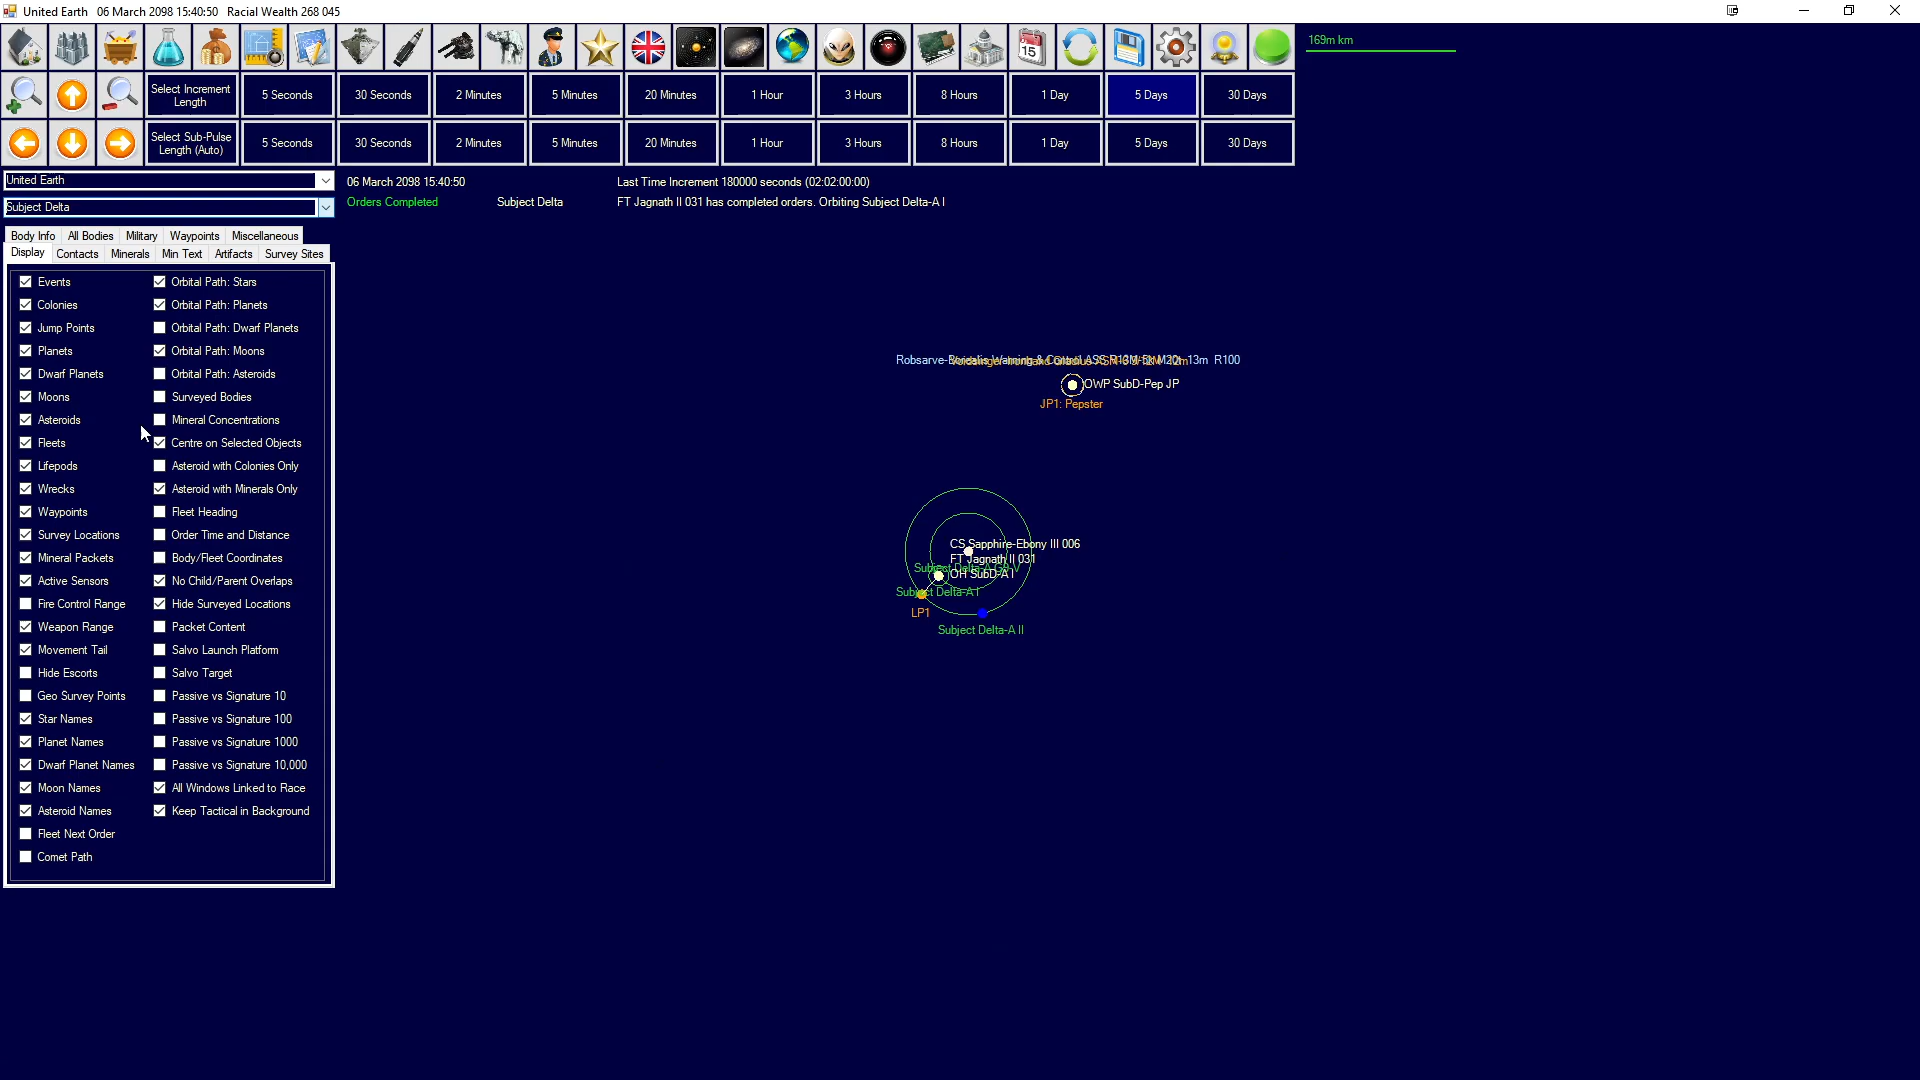 United Earth 06 March 2098 15:40:50 Racial Wealth 268 045
15
169m km
Select Increment Length
5 Seconds
30 Seconds
2 Minutes
5 Minutes
20 Minutes
1 Hour
3 Hours
8 Hours
1 Day
5 Days
30 Days
Select Sub-Pulse Length (Auto)
5 Seconds
30 Seconds
2 Minutes
5 Minutes
20 Minutes
1 Hour
3 Hours
8 Hours
1 Day
5 Days
30 Days
United Earth
06 March 2098 15:40:50
Last Time Increment 180000 seconds (02:02:00:00)
Subject Delta
Orders Completed
Subject Delta
FT Jagnath II 031 has completed orders. Orbiting Subject Delta-A I
Body Info
All Bodies
Military
Waypoints
Miscellaneous
Display
Contacts
Minerals
Min Text
Artifacts
Survey Sites
Events
Orbital Path: Stars
Colonies
Orbital Path: Planets
Jump Points
Orbital Path: Dwarf Planets
Planets
Orbital Path: Moons
Dwarf Planets
Orbital Path: Asteroids
Moons
Surveyed Bodies
Asteroids
Mineral Concentrations
Fleets
Centre on Selected Objects
Lifepods
Asteroid with Colonies Only
Wrecks
Asteroid with Minerals Only
Waypoints
Fleet Heading
Survey Locations
Order Time and Distance
Mineral Packets
Body/Fleet Coordinates
Active Sensors
No Child/Parent Overlaps
Fire Control Range
Hide Surveyed Locations
Weapon Range
Packet Content
Movement Tail
Salvo Launch Platform
Hide Escorts
Salvo Target
Geo Survey Points
Passive vs Signature 10
Star Names
Passive vs Signature 100
Planet Names
Passive vs Signature 1000
Dwarf Planet Names
Passive vs Signature 10,000
Moon Names
All Windows Linked to Race
Asteroid Names
Keep Tactical in Background
Fleet Next Order
Comet Path
13m R100
OWP SubD-Pep JP
JP1: Pepster
CS Sapphire-Ebony III 006
FT Jagnath II 031
Subject Delta-A G9-V
OH SubD-A I
Subject Delta-A I
LP1
Subject Delta-A II